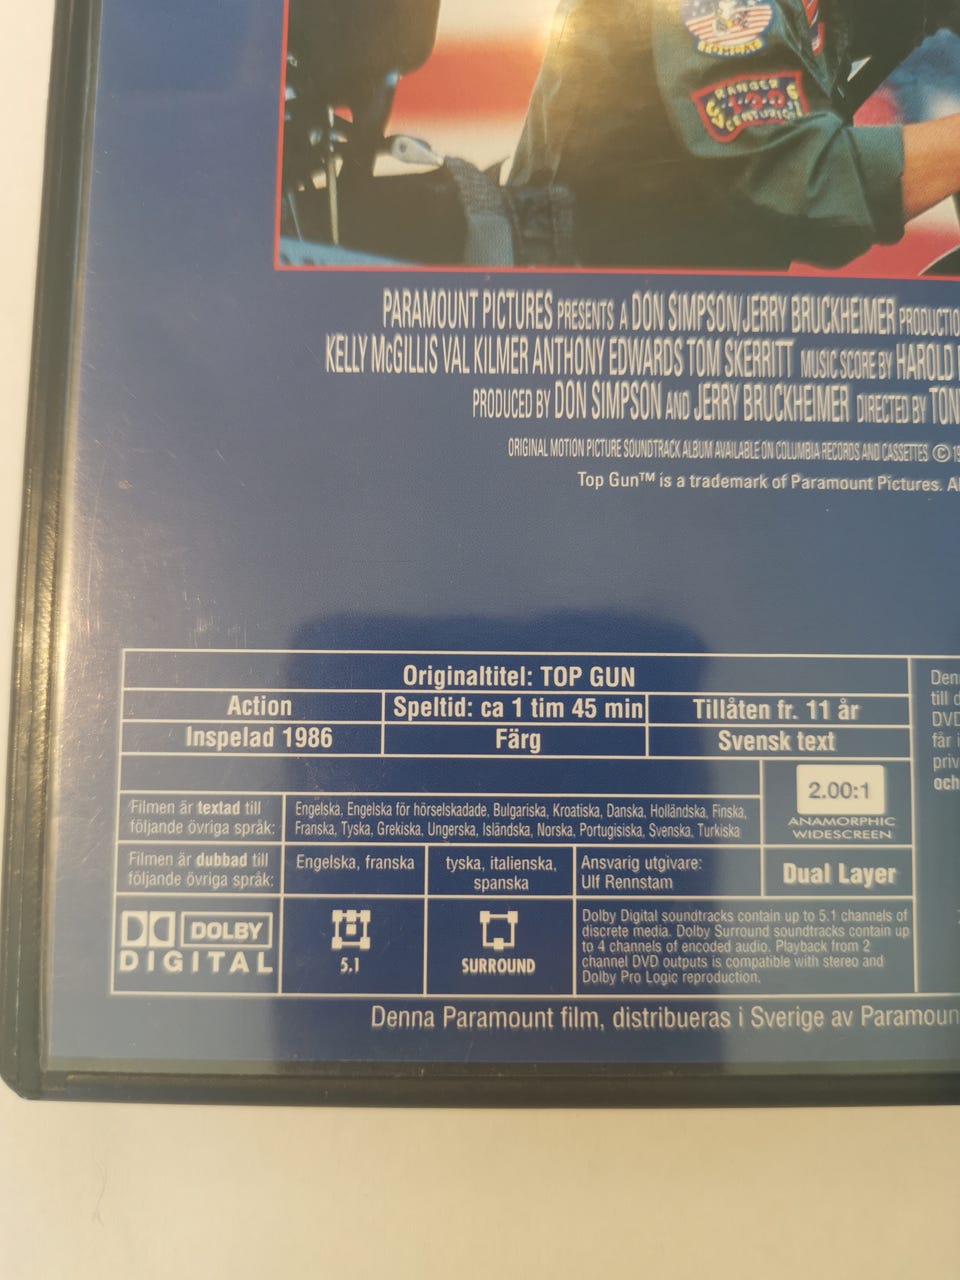 RANGER
CENTURION
PARAMOUNT PICTURES PRESENTS A DON SIMPSON/JERRY BRUCKHEIMER
KELLY McGILLIS VAL KILMER ANTHONY EDWARDS TOM SKERRITT MUSIC SCORE BY HAROLD
PRODUCED BY DON SIMPSON AND JERRY BRUCKHEIMER DIRECTED BY
ORIGINAL MOTION PICTURE SOUNDTRACK ALBUM AVAILABLE ON COLUMBIA RECORDS AND CASSETTES ©
Top Gun™ is a trademark of Paramount Pictures.
Originaltitel: TOP GUN
Action
Speltid: ca 1 tim 45 min
Tillåten fr. 11 år
Inspelad 1986
Färg
Svensk text
2.00:1
ANAMORPHIC
WIDESCREEN
Filmen är textad till
följande övriga språk:
Engelska, Engelska för hörselskadade, Bulgariska, Kroatiska, Danska, Holländska, Finska,
Franska, Tyska, Grekiska, Ungerska, Isländska, Norska, Portugisiska, Svenska, Turkiska
Filmen är dubbad till
följande övriga språk:
Engelska, franska
tyska, italienska,
spanska
Ansvarig utgivare:
Ulf Rennstam
Dual Layer
DOLBY
DIGITAL
5.1
SURROUND
Dolby Digital soundtracks contain up to 5.1 channels of
discrete media. Dolby Surround soundtracks contain up
to 4 channels of encoded audio. Playback from 2
channel DVD outputs is compatible with stereo and
Dolby Pro Logic reproduction.
till
DVD
får
och
Denna Paramount film, distribueras i Sverige av Paramount